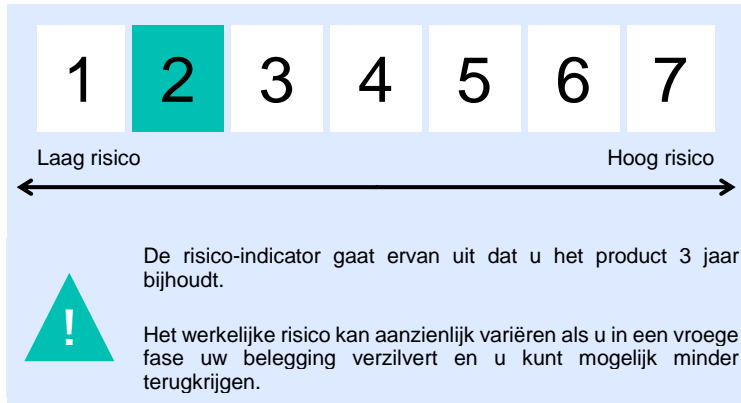 1 2 3 4 5 6 7
Laag risico Hoog risico
De risico-indicator gaat ervan uit dat u het product 3 jaar
bijhoudt.
!
Het werkelijke risico kan aanzienlijk variëren als u in een vroege
fase uw belegging verzilvert en u kunt mogelijk minder
terugkrijgen.